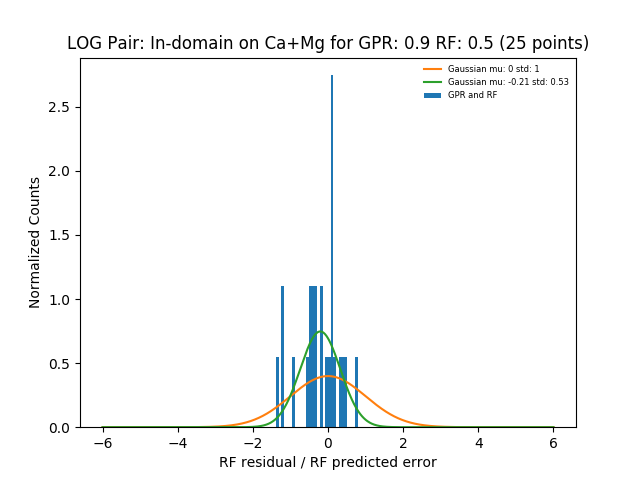 LOG Pair: In-domain on Ca+Mg for GPR: 0.9 RF: 0.5 (25 points)
Gaussian mu: 0 std: 1
Gaussian mu: -0.21 std: 0.53
GPR and RF
Normalized Counts
2.5
2.0
1.5
1.0
0.5
0.0
−6 −4 −2 0 2 4 6
RF residual / RF predicted error